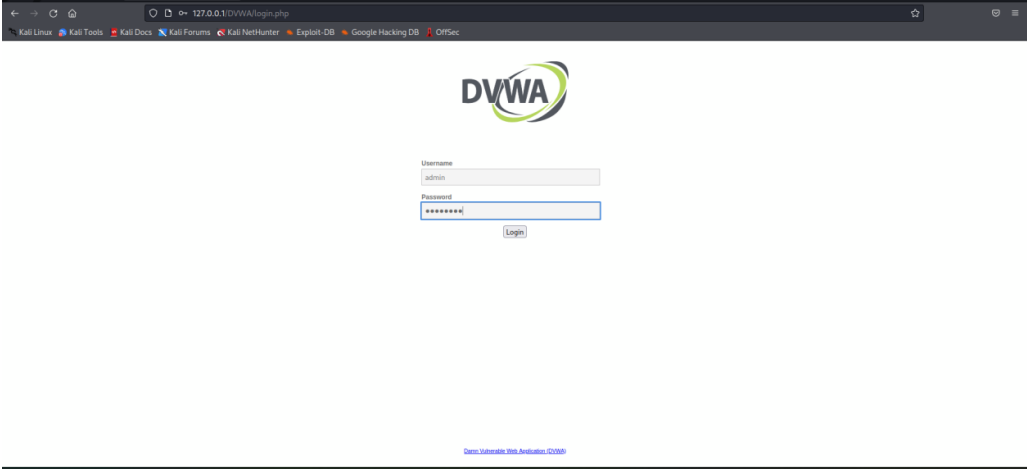 127.0.0.1/DVWA/login.php
Kali Linux Kali Tools Kali Docs Kali Forums Kali NetHunter Exploit-DB Google Hacking DB OffSec
DVWA
Username
admin
Password
••••••••
Login
Damn Vulnerable Web Application (DVWA)